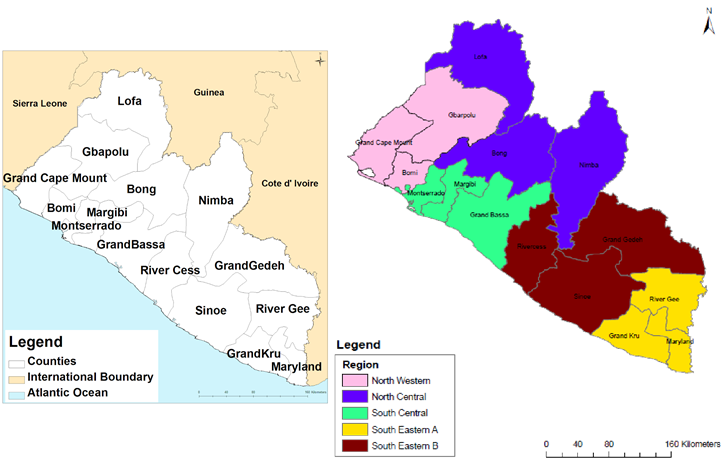 Sierra Leone
Guinea
Lofa
Gbapolu
Grand Cape Mount
Bong
Cote d' Ivoire
Nimba
Bomi
Margibi
Montserrado
GrandBassa
River Cess
GrandGedeh
Sinoe
River Gee
GrandKru
Maryland
Legend
Counties
International Boundary
Atlantic Ocean
N
Lofa
Gbarpolu
Grand Cape Mount
Bomi
Bong
Nimba
Margibi
Montserrado
Grand Bassa
Rivercess
Grand Gedeh
Sinoe
River Gee
Grand Kru
Maryland
Legend
Region
North Western
North Central
South Central
South Eastern A
South Eastern B
0 40 80 160 Kilometers